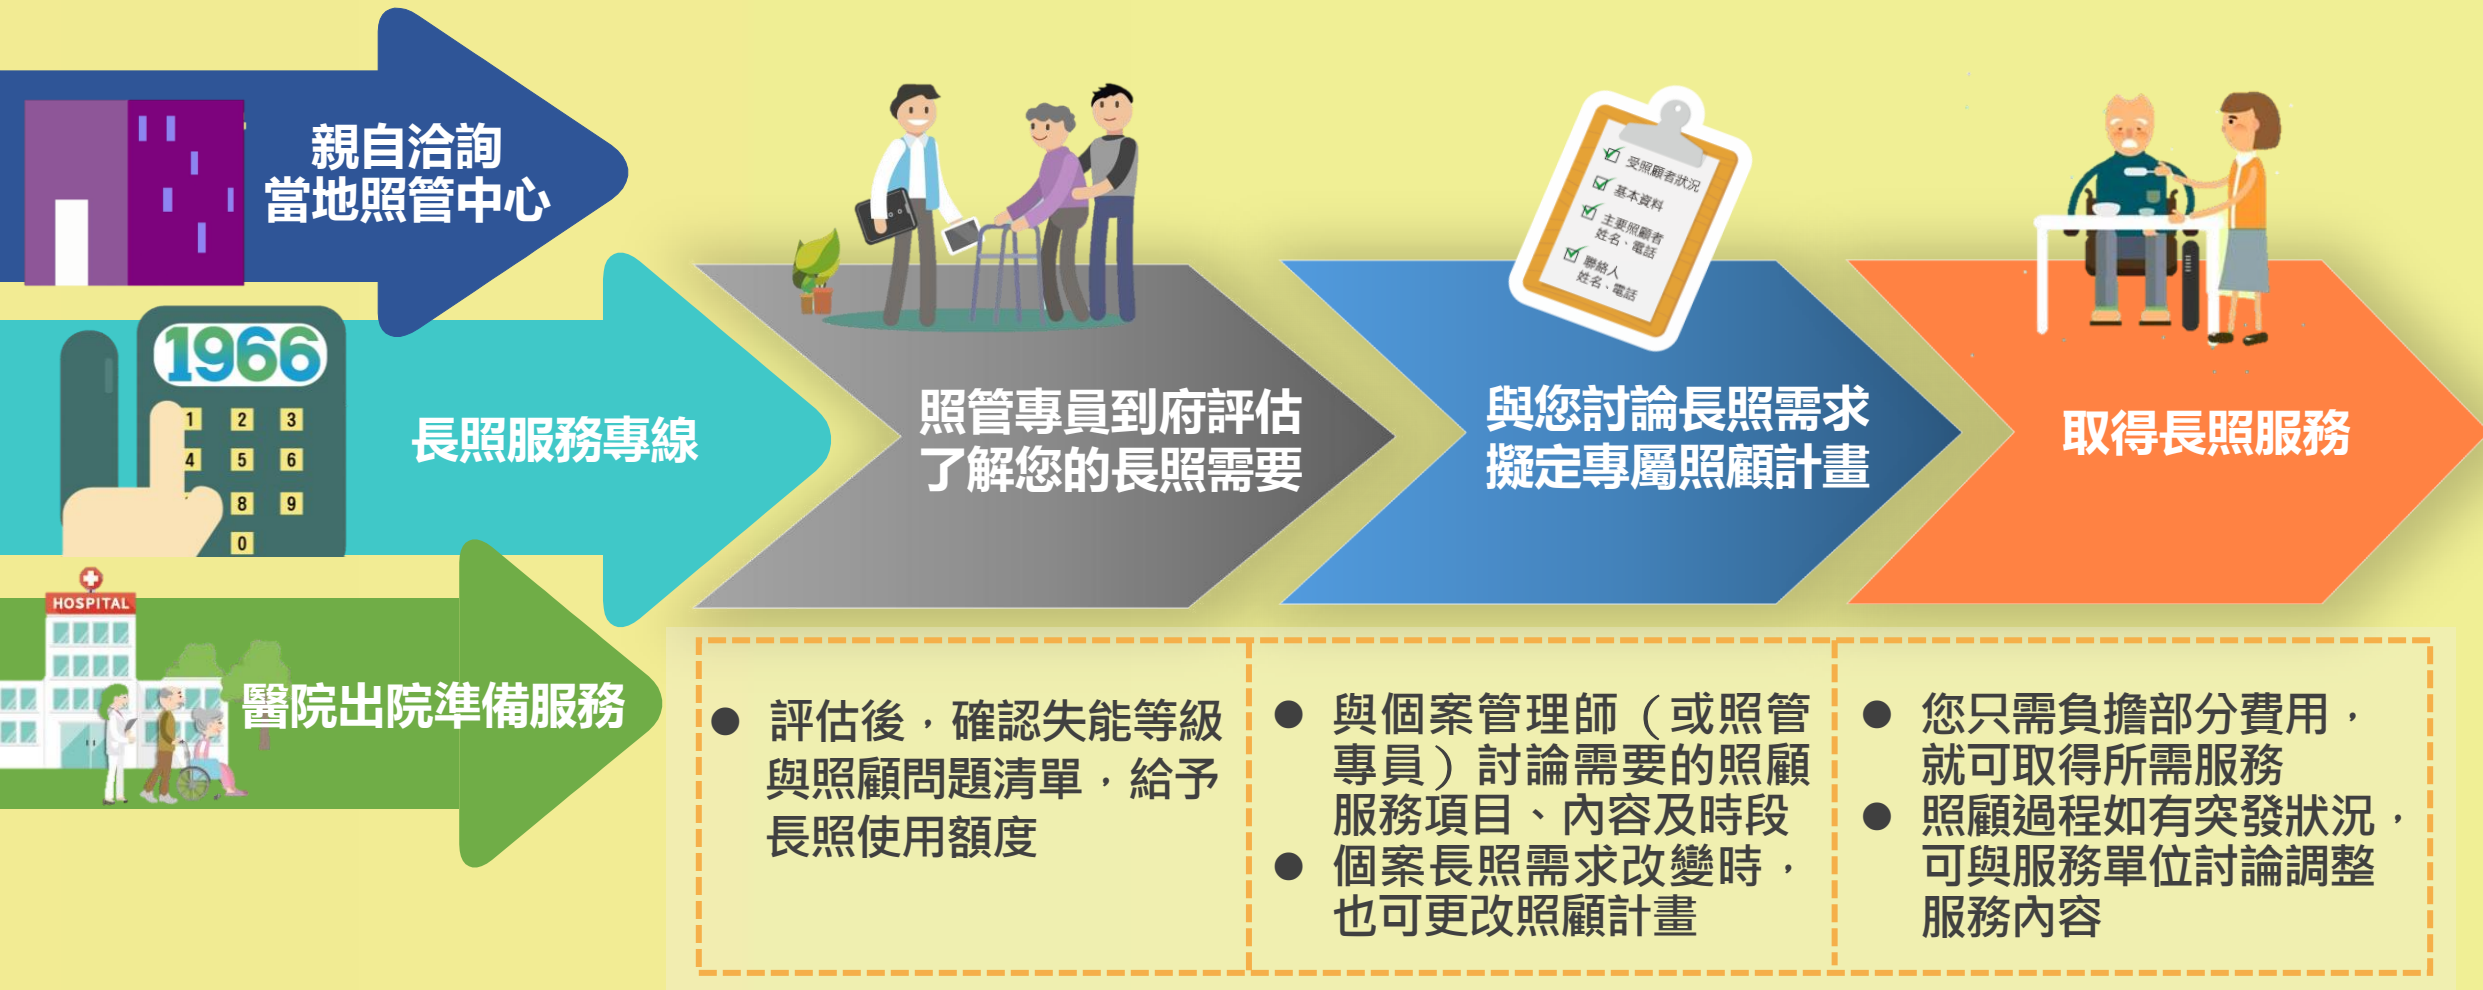 親自洽詢
當地照管中心
1966
1 2 3
4 5 6
8 9
0
長照服務專線
HOSPITAL
醫院出院準備服務
照管專員到府評估
了解您的長照需要
受照顧者狀況
基本資料
主要照顧者
姓名、電話
聯絡人
姓名、電話
與您討論長照需求
擬定專屬照顧計畫
取得長照服務
● 評估後，確認失能等級
與照顧問題清單，給予
長照使用額度
● 與個案管理師（或照管
專員）討論需要的照顧
服務項目、內容及時段
● 個案長照需求改變時，
也可更改照顧計畫
● 您只需負擔部分費用，
就可取得所需服務
● 照顧過程如有突發狀況，
可與服務單位討論調整
服務內容